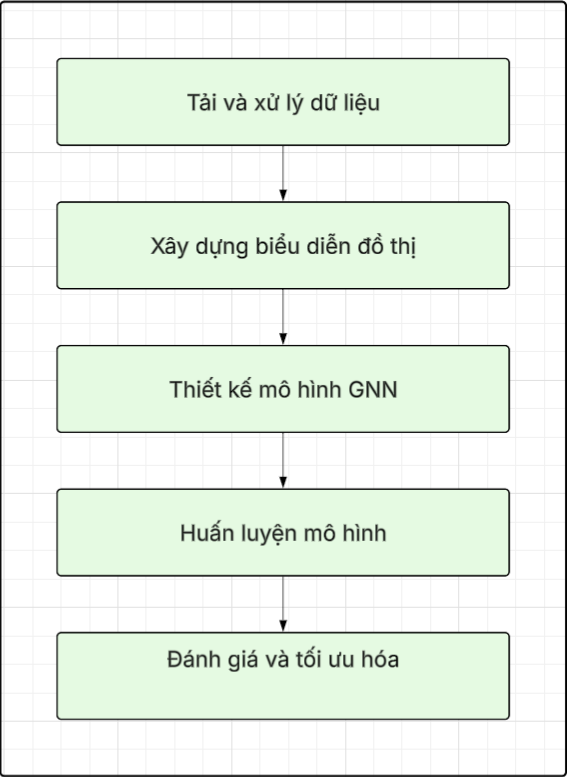 Tải và xử lý dữ liệu
Xây dựng biểu diễn đồ thị
Thiết kế mô hình GNN
Huấn luyện mô hình
Đánh giá và tối ưu hóa